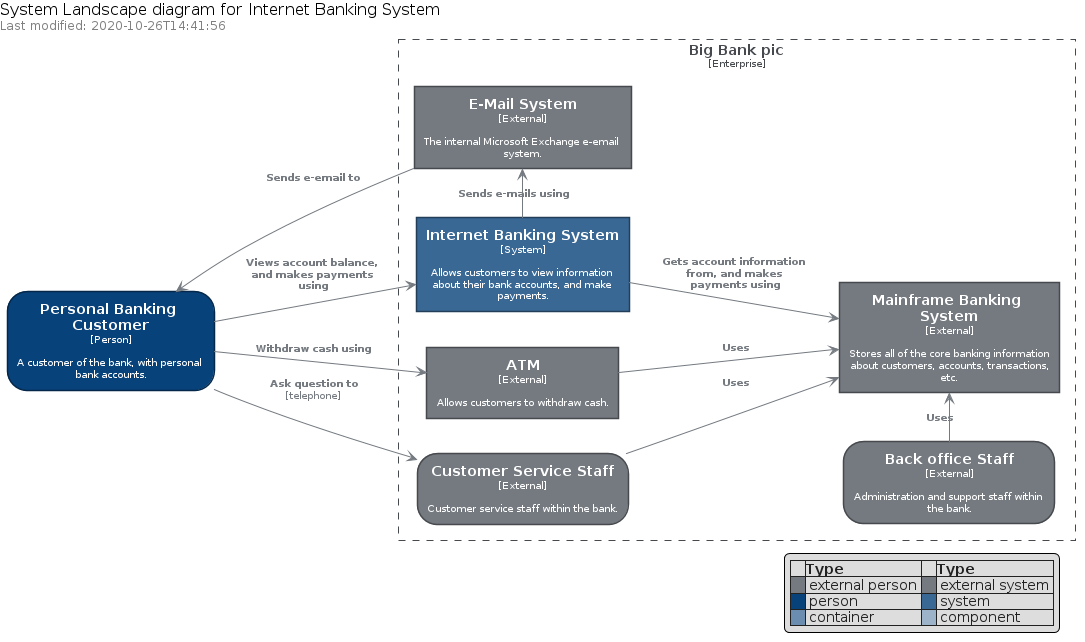 System Landscape diagram for Internet Banking System
Last modified: 2020-10-26T14:41:56
Big Bank pic
[Enterprise]
E-Mail System
[External]
The internal Microsoft Exchange e-email
system.
Sends e-email to
Sends e-mails using
Internet Banking System
[System]
Allows customers to view information
about their bank accounts, and make
payments.
Views account balance,
and makes payments
using
Gets account information
from, and makes
payments using
Personal Banking
Customer
[Person]
A customer of the bank, with personal
bank accounts.
Mainframe Banking
System
[External]
Stores all of the core banking information
about customers, accounts, transactions,
etc.
Withdraw cash using
ATM
[External]
Allows customers to withdraw cash.
Uses
Ask question to
[telephone]
Uses
Uses
Customer Service Staff
[External]
Customer service staff within the bank.
Back office Staff
[External]
Administration and support staff within
the bank.
Type Type
external person external system
person system
container component